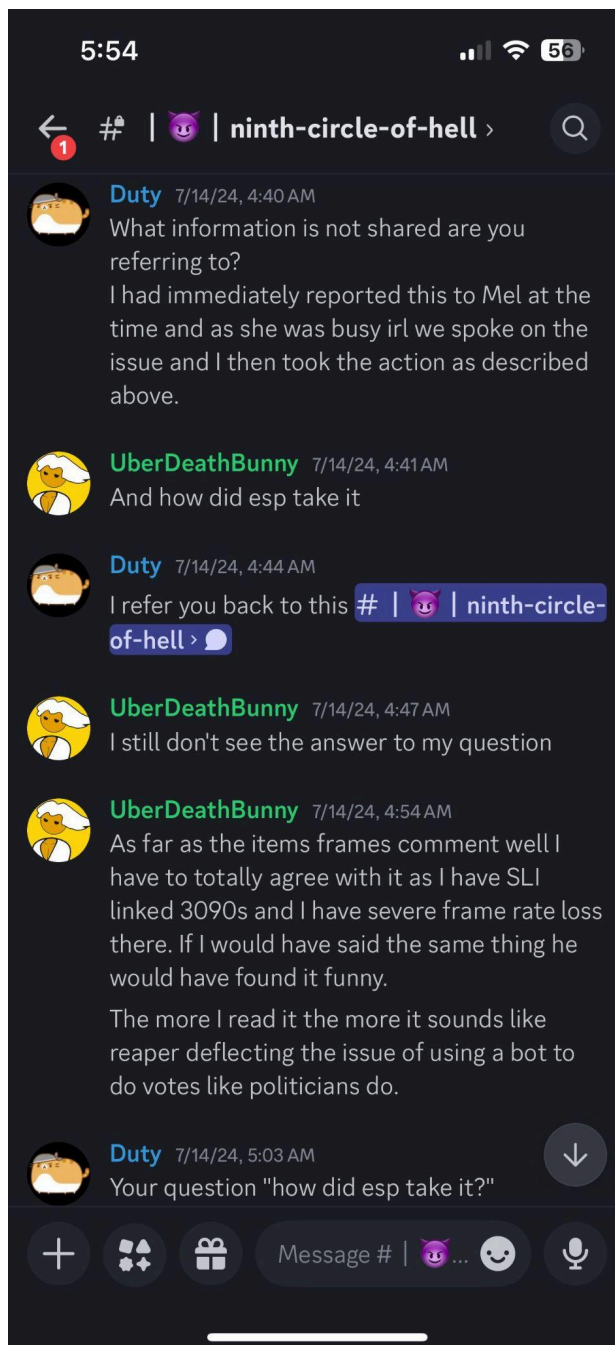 5:54
56
1
# | 😈 | ninth-circle-of-hell >
Duty 7/14/24, 4:40 AM
What information is not shared are you
referring to?
I had immediately reported this to Mel at the
time and as she was busy irl we spoke on the
issue and I then took the action as described
above.
UberDeathBunny 7/14/24, 4:41 AM
And how did esp take it
Duty 7/14/24, 4:44 AM
I refer you back to this # | 😈 | ninth-circle-
of-hell >
UberDeathBunny 7/14/24, 4:47 AM
I still don't see the answer to my question
UberDeathBunny 7/14/24, 4:54 AM
As far as the items frames comment well I
have to totally agree with it as I have SLI
linked 3090s and I have severe frame rate loss
there. If I would have said the same thing he
would have found it funny.
The more I read it the more it sounds like
reaper deflecting the issue of using a bot to
do votes like politicians do.
Duty 7/14/24, 5:03 AM
Your question "how did esp take it?"
Message # | 😈...